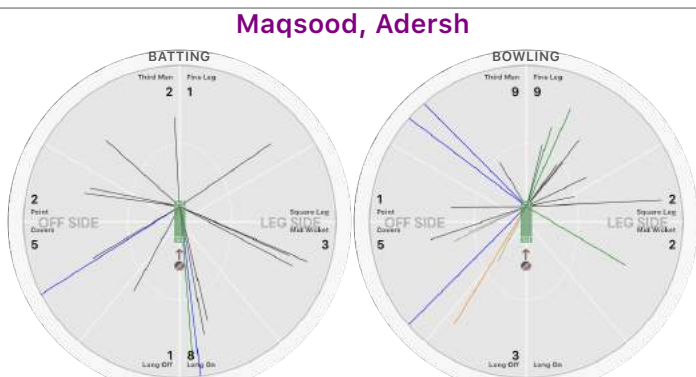 Maqsood, Adersh
BATTING
Third Man Fine Leg
2 1
2
Point
OFF SIDE
Covers
5
LEG SIDE
Square Leg
Mid Wicket
3
1 8
Long Off Long On
BOWLING
Third Man Fine Leg
9 9
1
Point
OFF SIDE
Covers
5
2
Square Leg
LEG SIDE
Mid Wicket
2
3
Long Off Long On